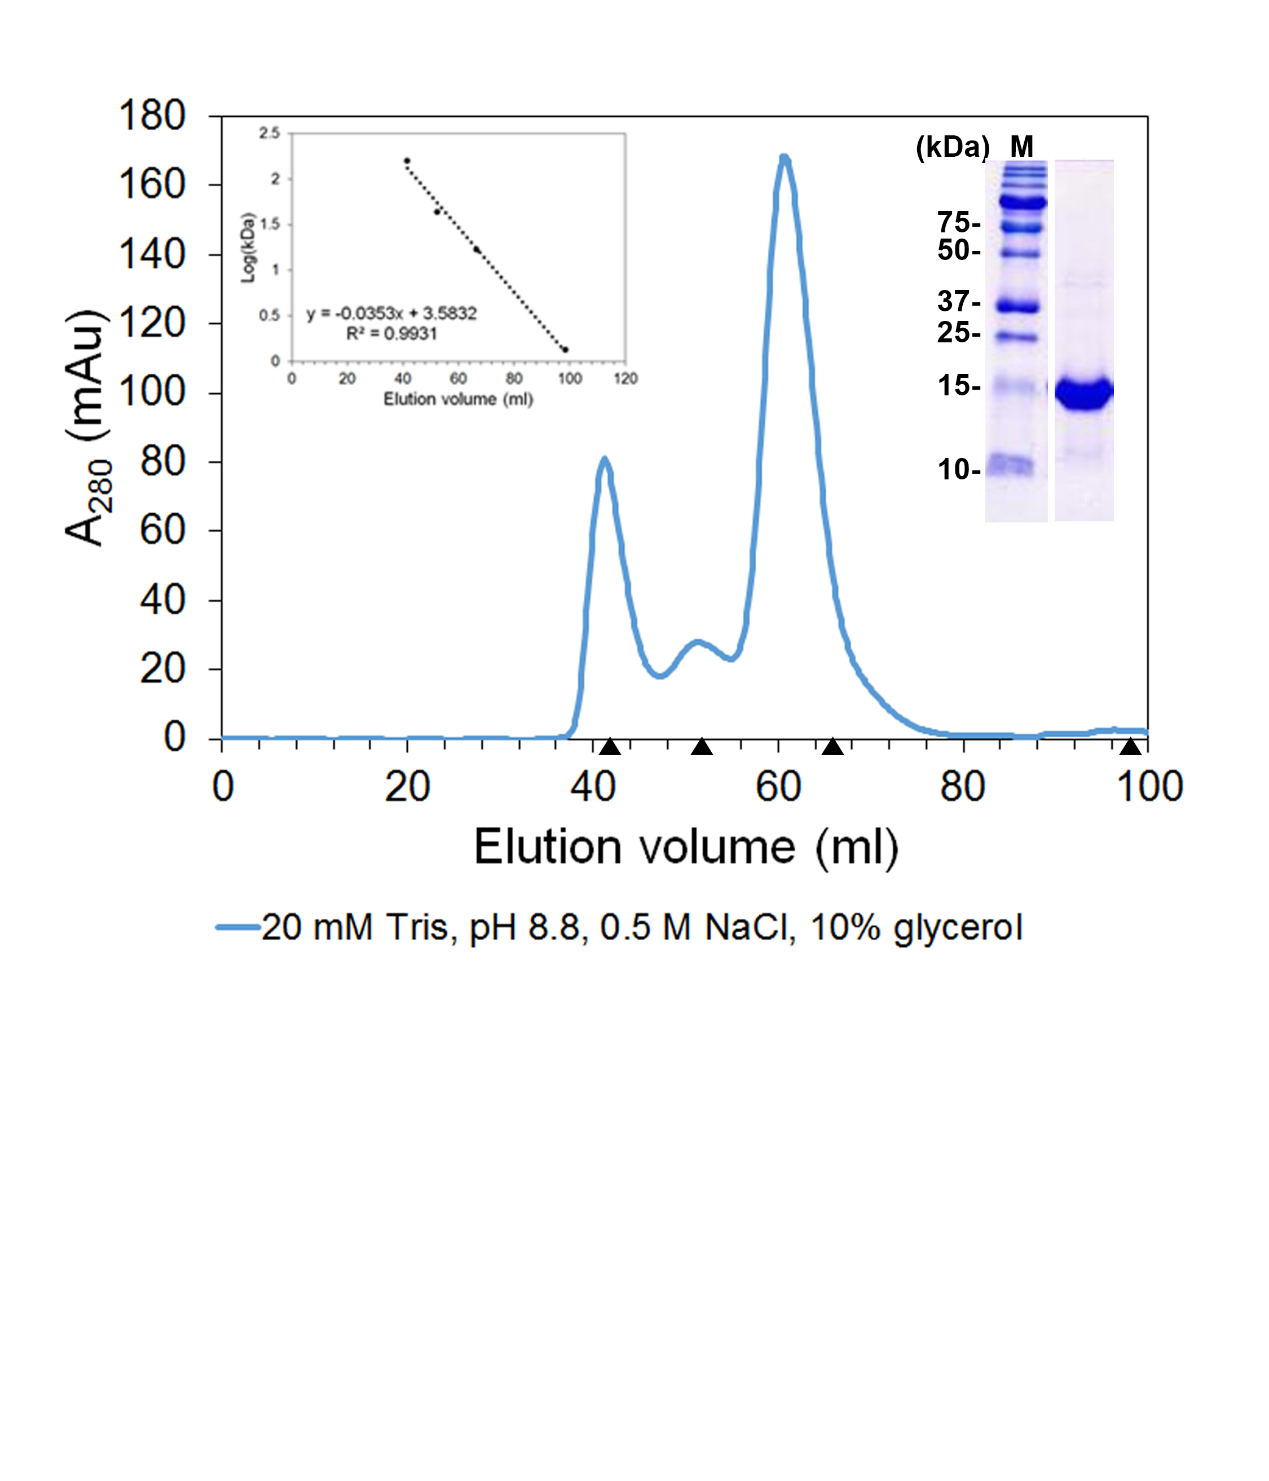 180
160
140
120
100
80
60
40
20
0
A280 (mAu)
0 20 40 60 80 100
Elution volume (ml)
20 mM Tris, pH 8.8, 0.5 M NaCl, 10% glycerol
2.5
2
1.5
1
0.5
0
Log(kDa)
y = -0.0353x + 3.5832
R² = 0.9931
0 20 40 60 80 100 120
Elution volume (ml)
(kDa) M
75-
50-
37-
25-
15-
10-